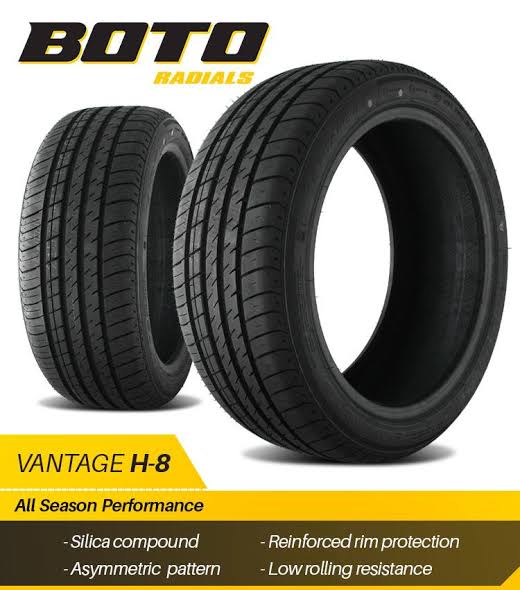 BOTO
RADIALS
VANTAGE H-8
All Season Performance
- Silica compound
- Reinforced rim protection
- Asymmetric pattern
- Low rolling resistance